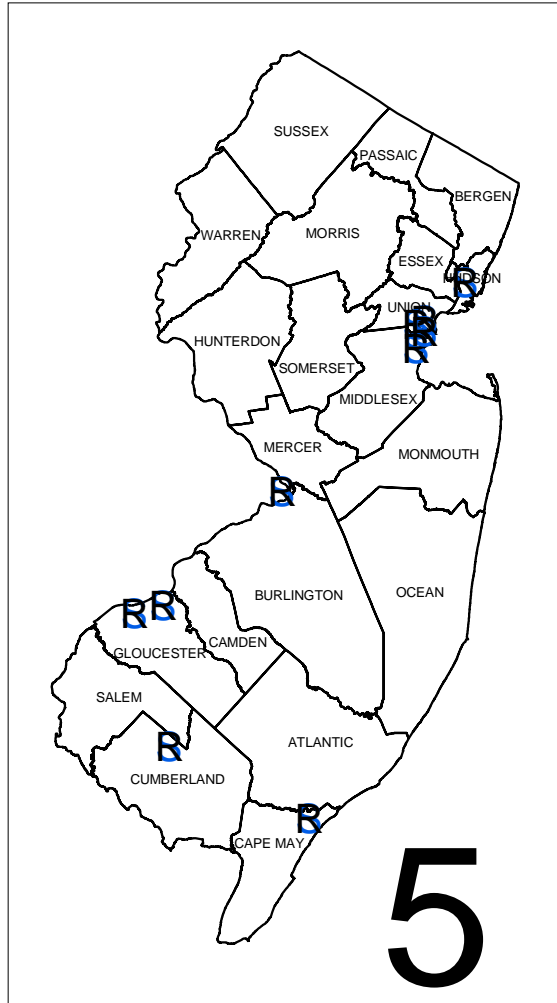 SUSSEX
PASSAIC
BERGEN
WARREN
MORRIS
ESSEX
HUDSON
R
UNION
R
R
R
R
HUNTERDON
SOMERSET
MIDDLESEX
MERCER
MONMOUTH
R
BURLINGTON
OCEAN
R
R
CAMDEN
GLOUCESTER
SALEM
R
ATLANTIC
CUMBERLAND
R
CAPE MAY
5